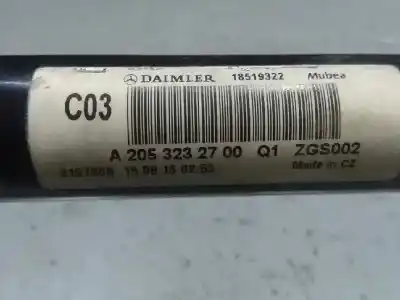 DAIMLER 18519322 Mubea
C03
A 205 323 27 00 Q1 ZGS002
Made in CZ